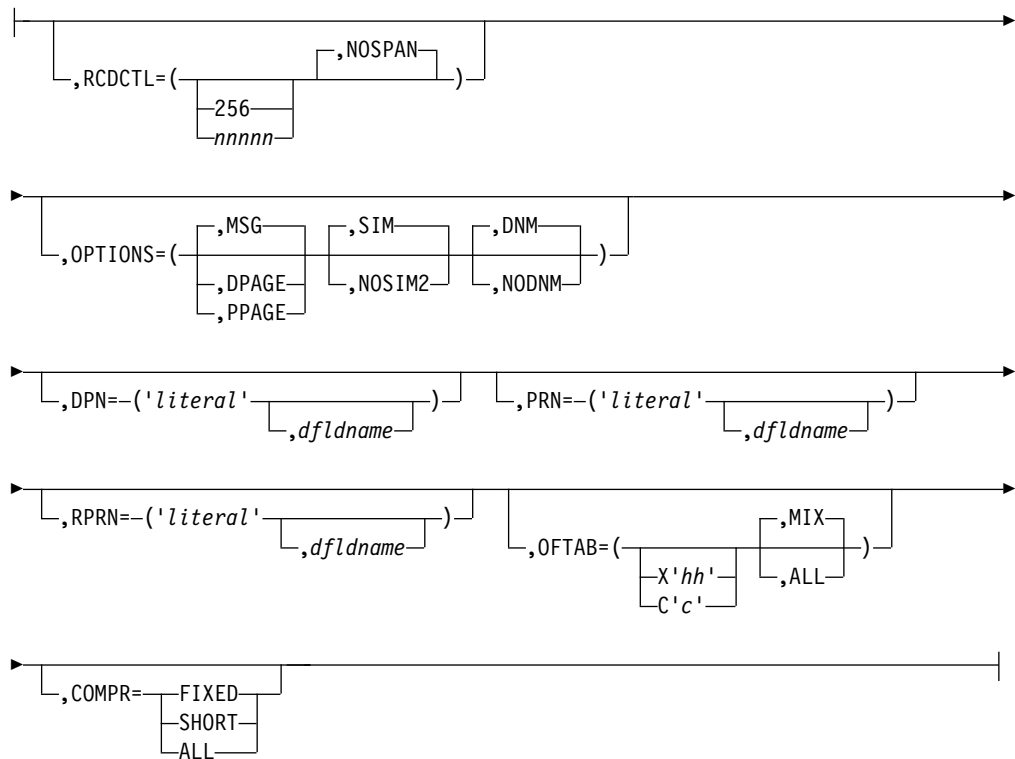 ,NOSPAN
,RCDCTL=( )
256
nnnnn
,MSG ,SIM ,DNM
,OPTIONS=( )
,DPAGE ,NOSIM2 ,NODNM
,PPAGE
,DPN=('literal' ) ,PRN=('literal' )
,dfldname ,dfldname
,RPRN=('literal' ) ,MIX
,dfldname ,OFTAB=( )
X'hh' ,ALL
C'c'
,COMPR= FIXED
SHORT
ALL